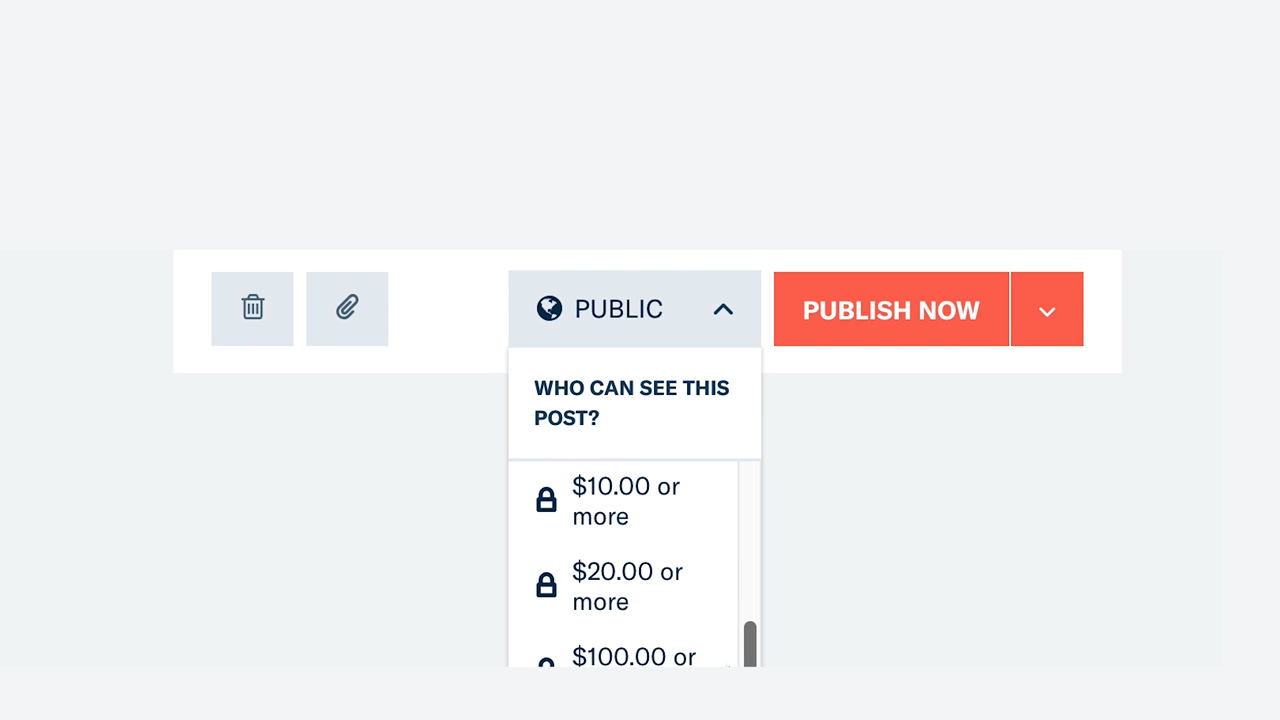 PUBLIC
PUBLISH NOW
WHO CAN SEE THIS
POST?
$10.00 or
more
$20.00 or
more
$100.00 or